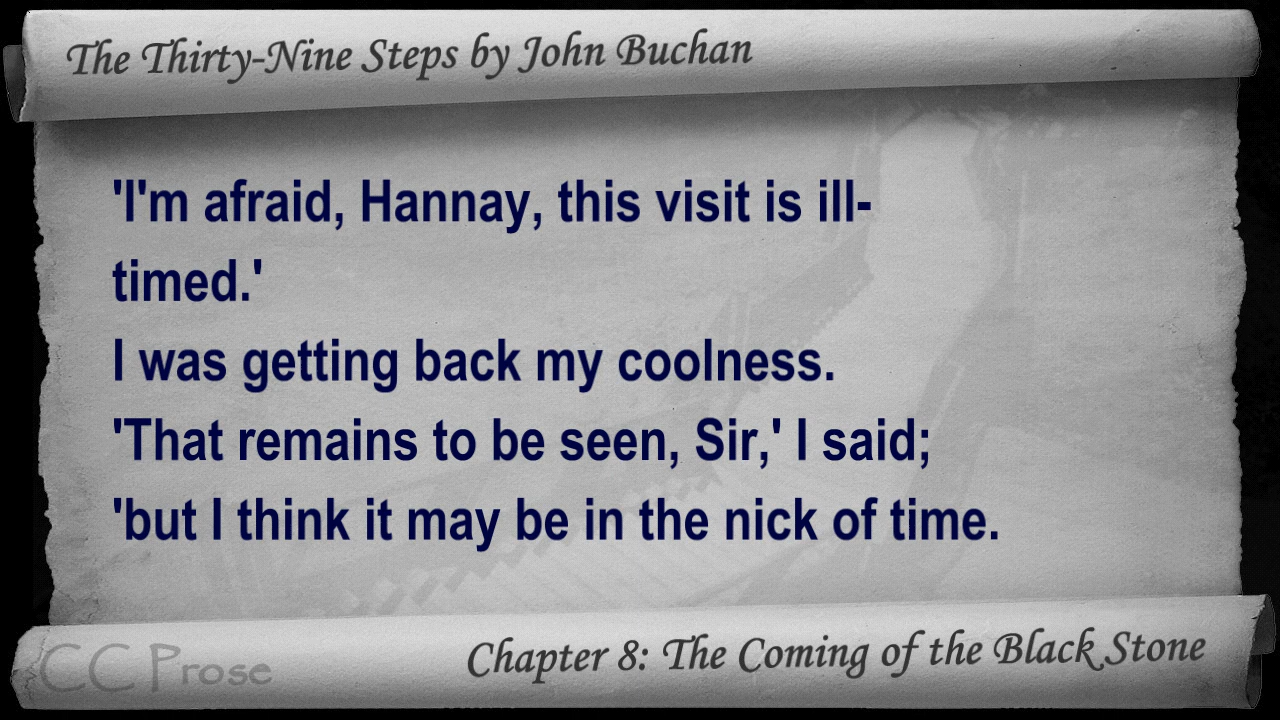 The Thirty-Nine Steps by John Buchan
'I'm afraid, Hannay, this visit is ill-
timed.'
I was getting back my coolness.
'That remains to be seen, Sir,' I said;
'but I think it may be in the nick of time.
CC Prose
Chapter 8: The Coming of the Black Stone